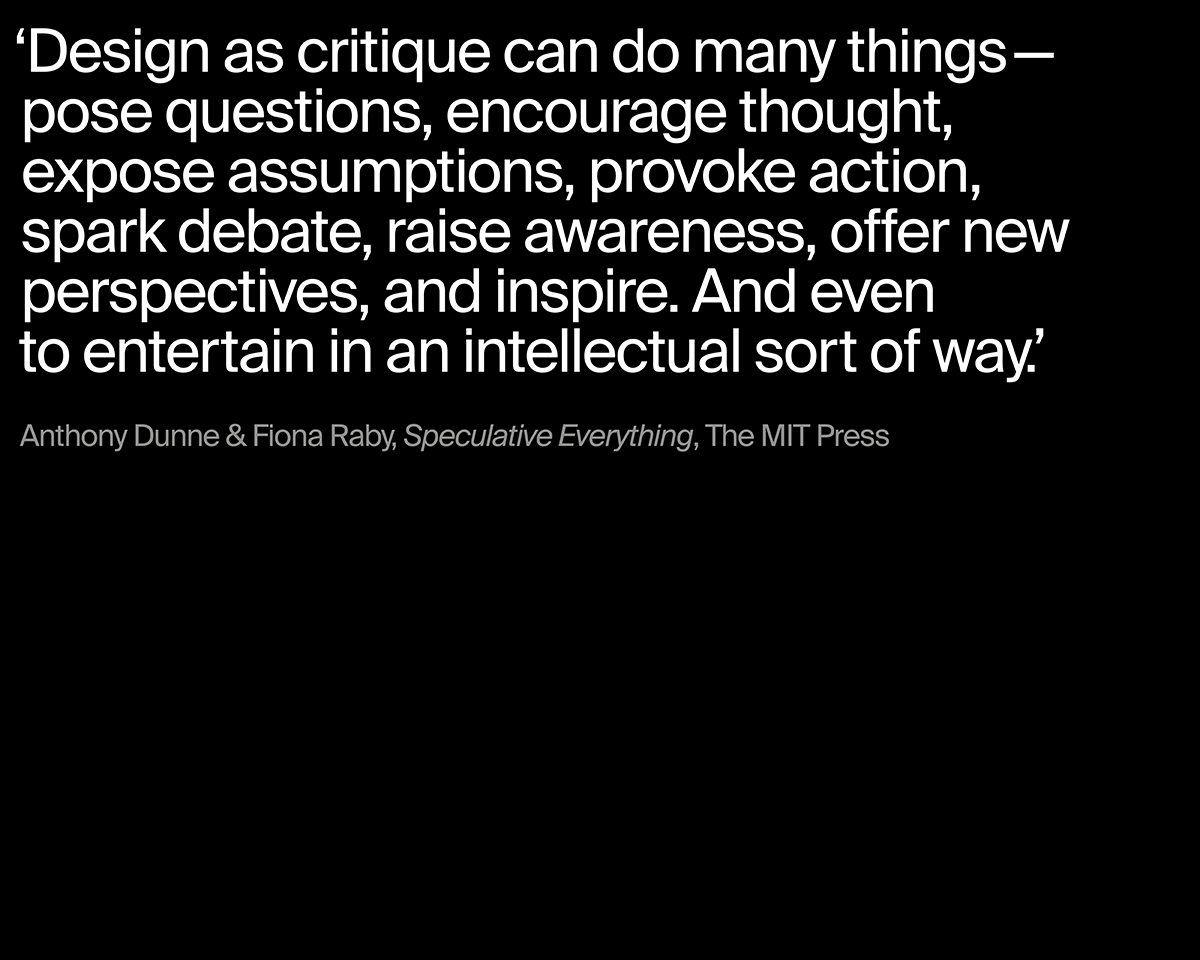 ‘Design as critique can do many things—
pose questions, encourage thought,
expose assumptions, provoke action,
spark debate, raise awareness, offer new
perspectives, and inspire. And even
to entertain in an intellectual sort of way.’
Anthony Dunne & Fiona Raby, Speculative Everything, The MIT Press